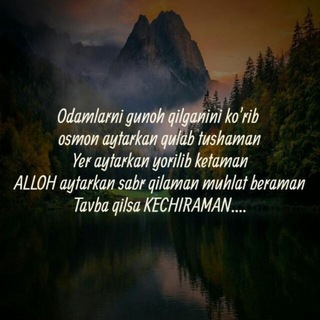 Odamlarni gunoh qilganini ko'rib
osmon aytarkan qulab tushaman
Yer aytarkan yorilib ketaman
ALLOH aytarkan sabr qilaman muhlat beraman
Tavba qilsa KECHIRAMAN....